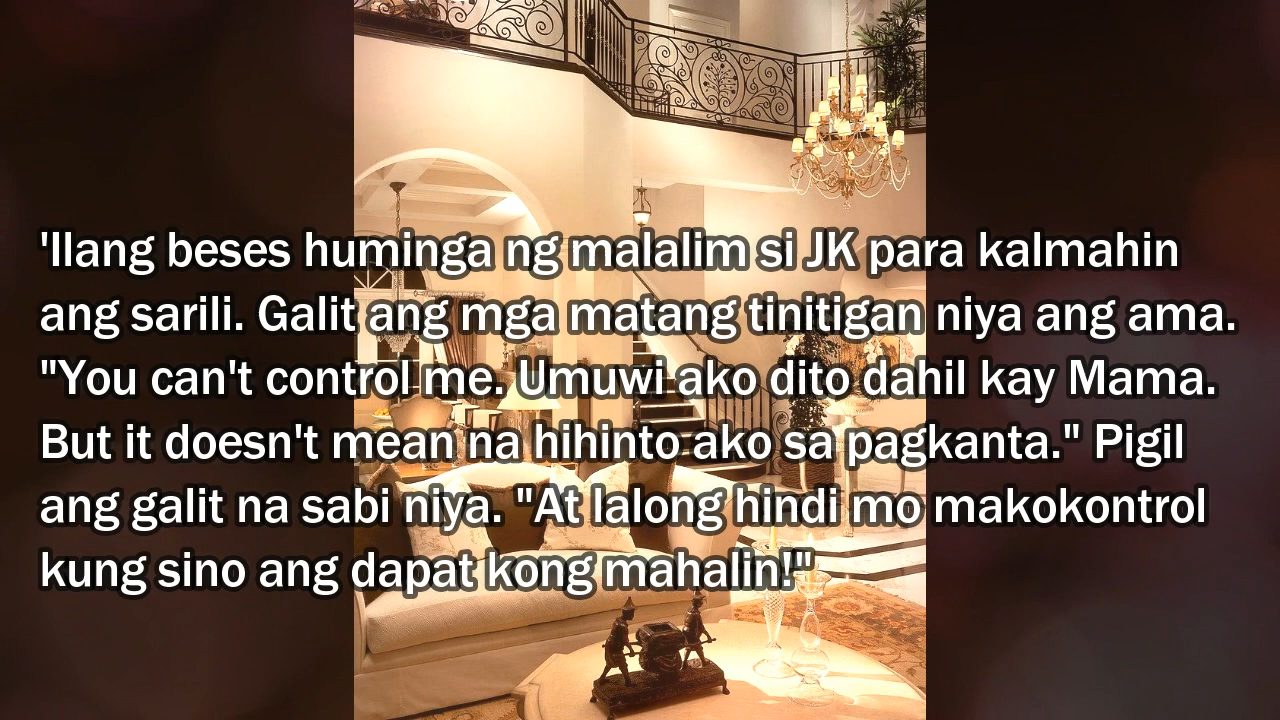 'Ilang beses huminga ng malalim si JK para kalmahin
ang sarili. Galit ang mga matang tinitigan niya ang ama.
"You can't control me. Umuwi ako dito dahil kay Mama.
But it doesn't mean na hihinto ako sa pagkanta." Pigil
ang galit na sabi niya. "At lalong hindi mo makokontrol
kung sino ang dapat kong mahalin!"